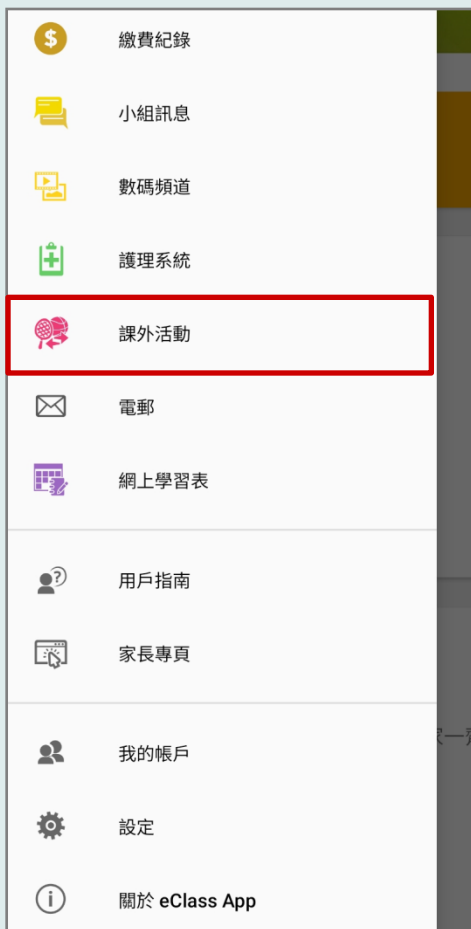 繳費紀錄
小組訊息
數碼頻道
護理系統
課外活動
電郵
網上學習表
用戶指南
家長專頁
我的帳戶
設定
關於 eClass App